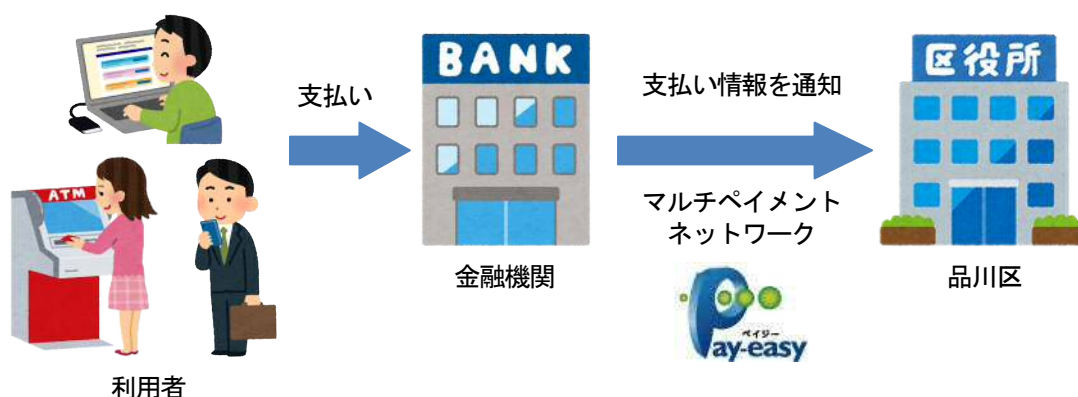 BANK
区役所
支払い
支払い情報を通知
ATM
マルチペイメント
ネットワーク
金融機関
品川区
ペイジー
Pay-easy
利用者